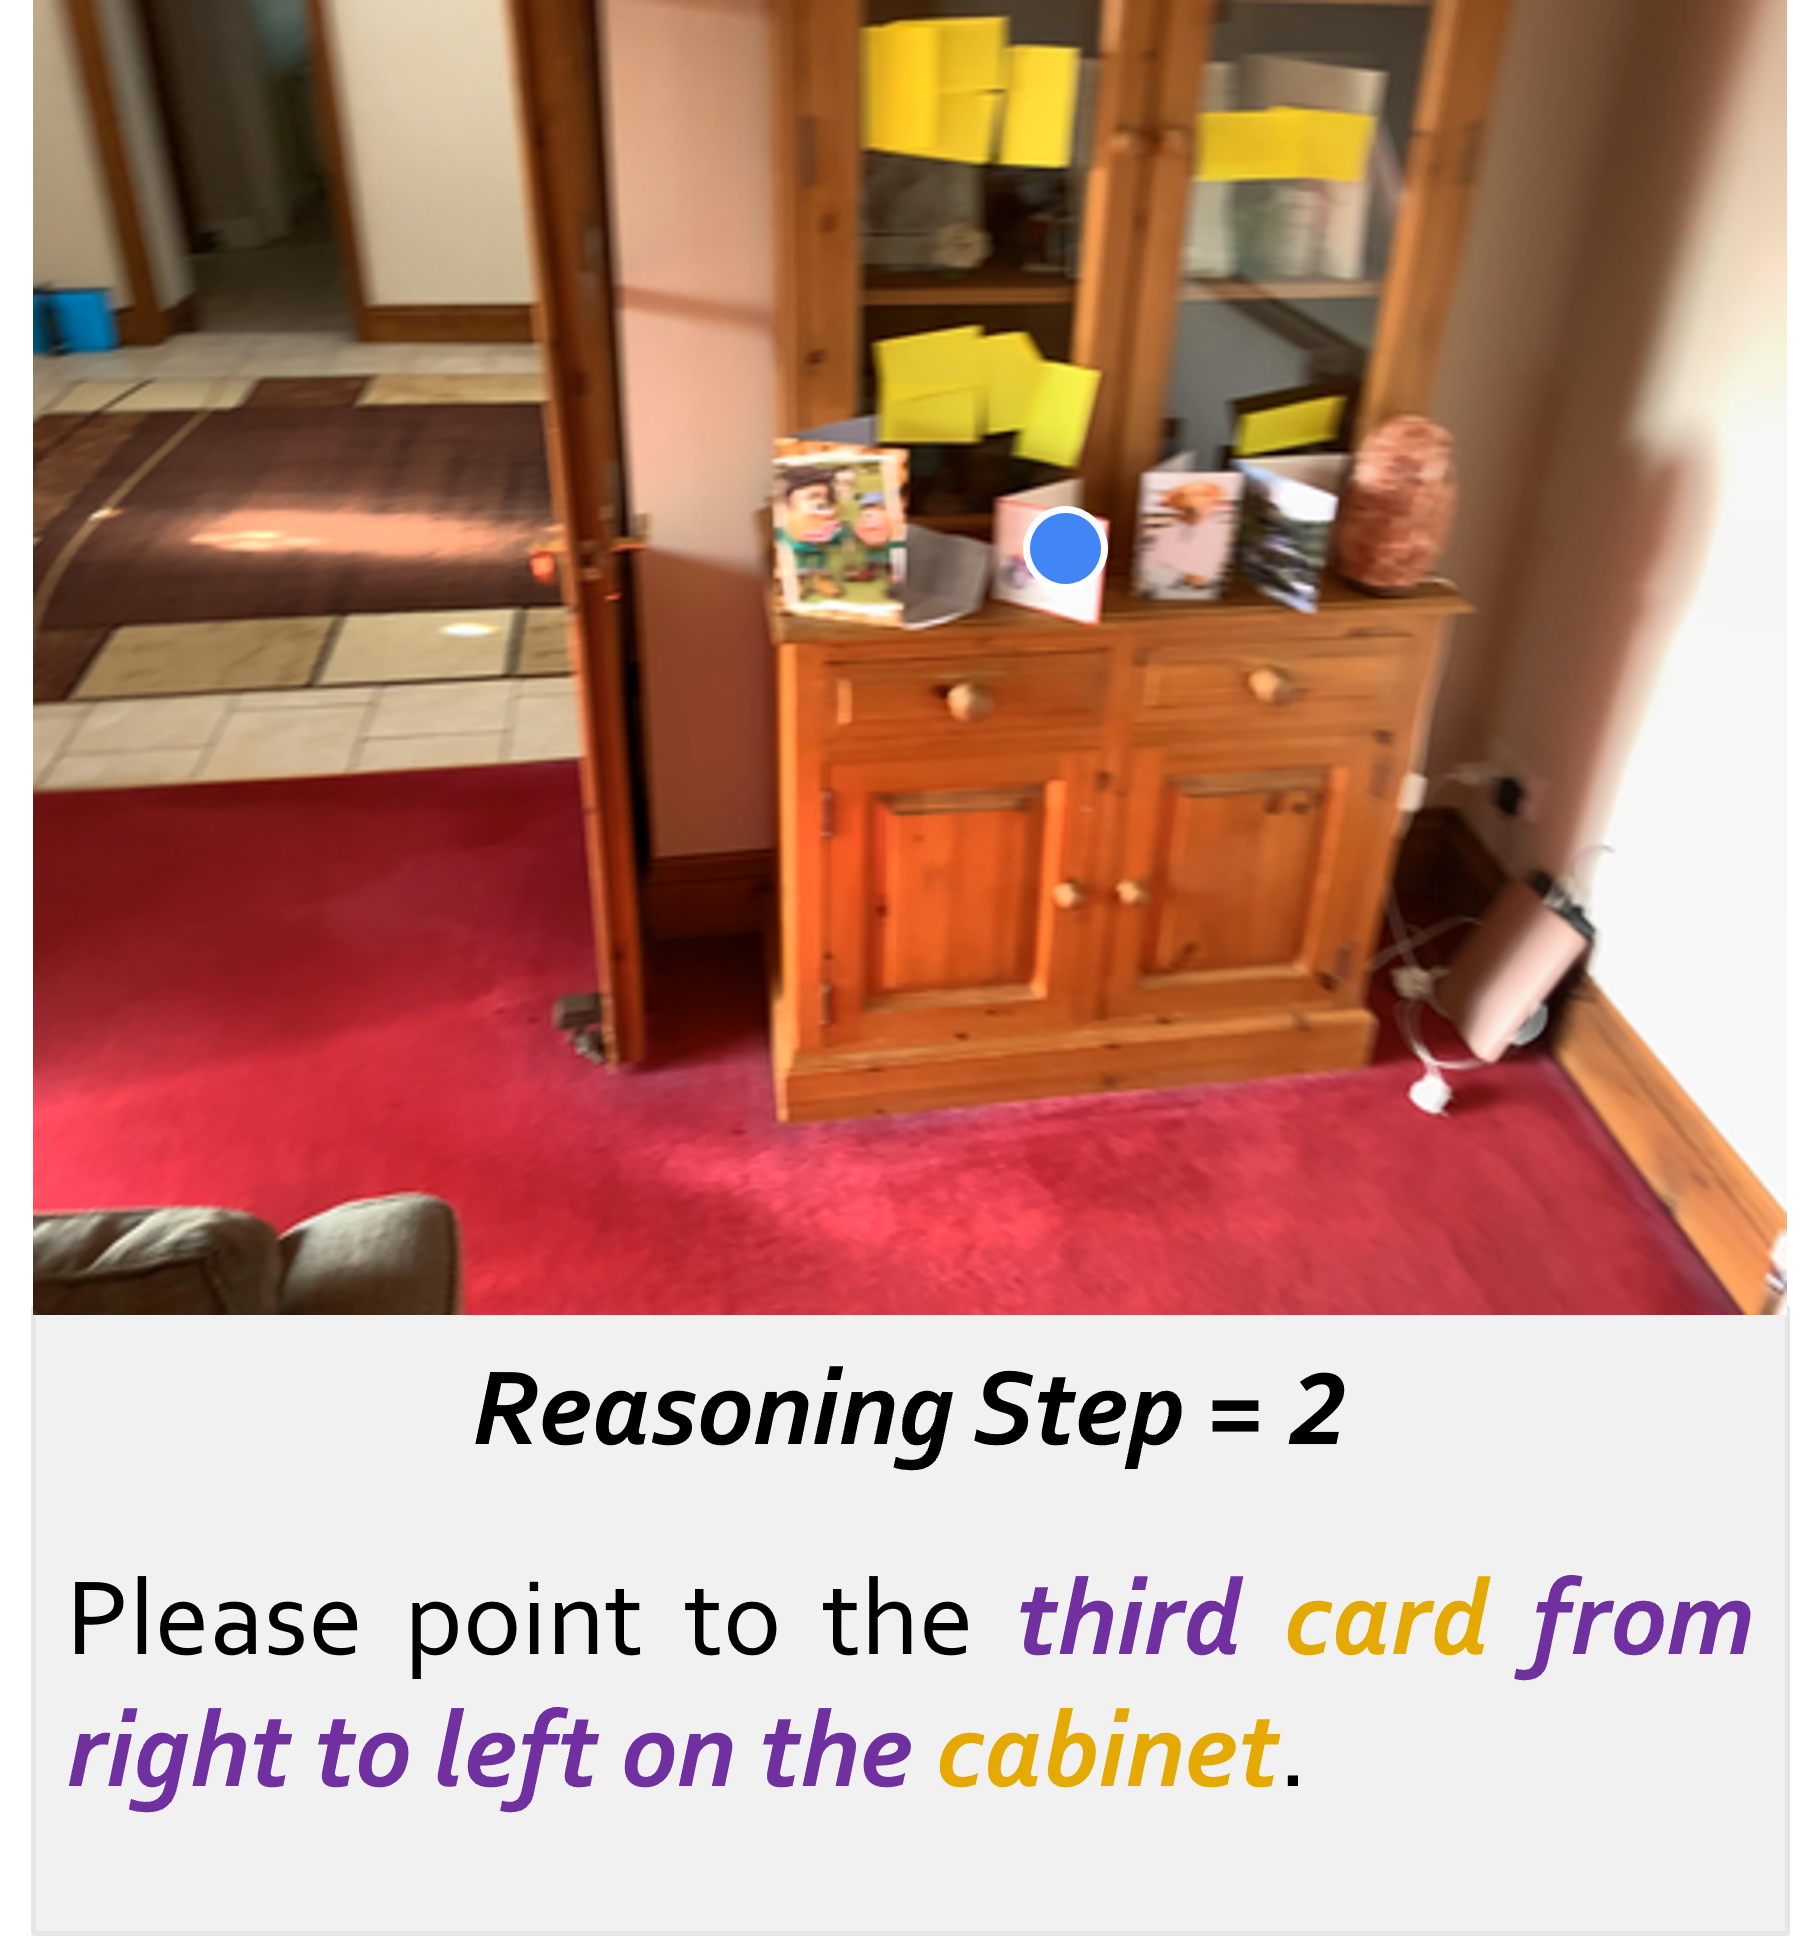 Reasoning Step = 2
Please point to the third card from
right to left on the cabinet.